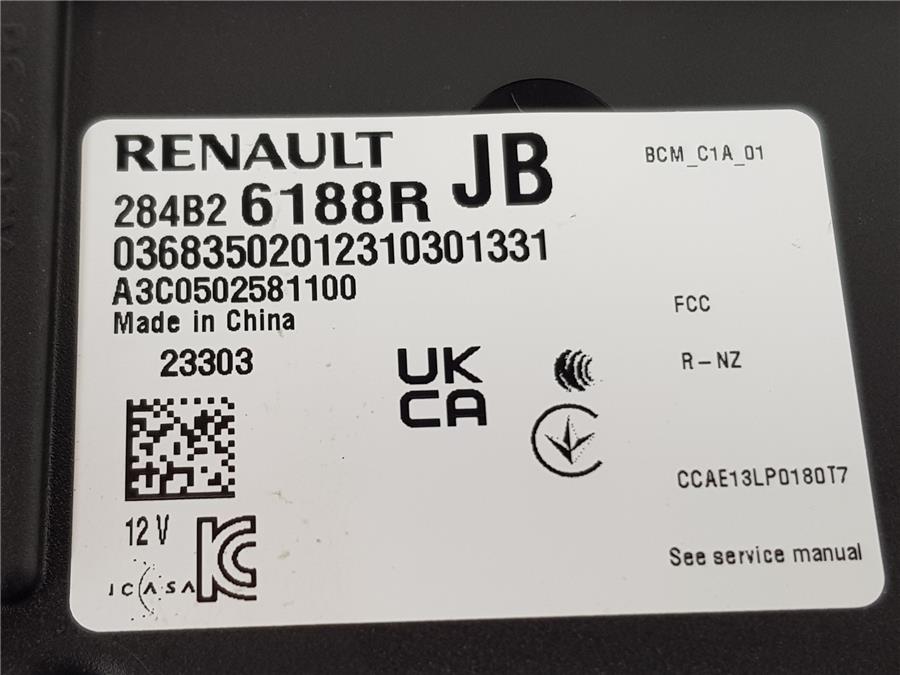 RENAULT JB BCM_C1A_01
284B2 6188R
03683502012310301331
A3C0502581100
Made in China
FCC
23303
UK
CA
R-NZ
CCAE13LP0180T7
12 V
KC
ICASA
See service manual